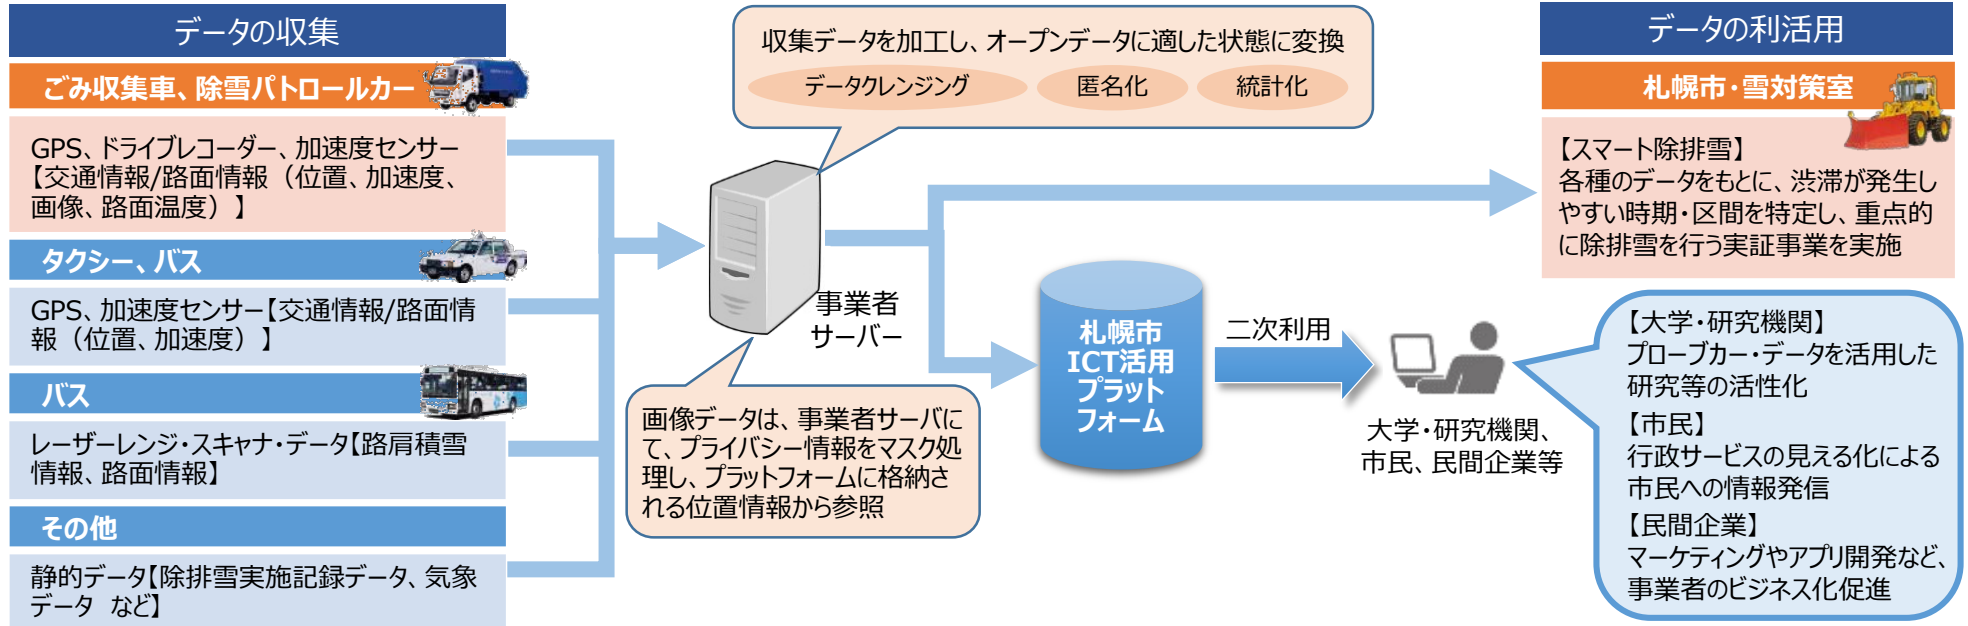 データの収集
ごみ収集車、除雪パトロールカー
GPS、ドライブレコーダー、加速度センサー
【交通情報/路面情報（位置、加速度、
画像、路面温度）】
タクシー、バス
GPS、加速度センサー【交通情報/路面情
報（位置、加速度）】
バス
レーザーレンジ・スキャナ・データ【路肩積雪
情報、路面情報】
その他
静的データ【除排雪実施記録データ、気象
データ など】
収集データを加工し、オープンデータに適した状態に変換
データクレンジング
匿名化
統計化
事業者
サーバー
画像データは、事業者サーバに
て、プライバシー情報をマスク処
理し、プラットフォームに格納さ
れる位置情報から参照
札幌市
ICT活用
プラット
フォーム
二次利用
大学・研究機関、
市民、民間企業等
データの利活用
札幌市・雪対策室
【スマート除排雪】
各種のデータをもとに、渋滞が発生し
やすい時期・区間を特定し、重点的
に除排雪を行う実証事業を実施
【大学・研究機関】
プローブカー・データを活用した
研究等の活性化
【市民】
行政サービスの見える化による
市民への情報発信
【民間企業】
マーケティングやアプリ開発など、
事業者のビジネス化促進